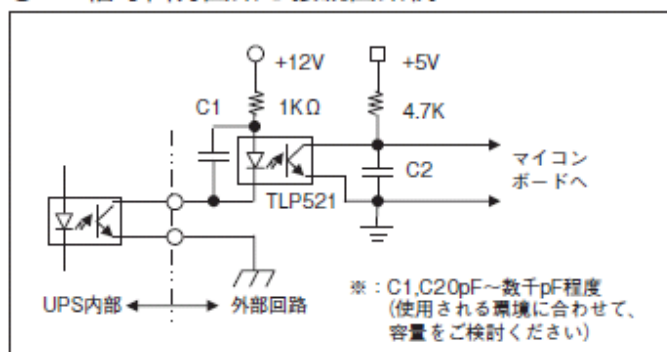 +12V
+5V
C1
1KΩ
4.7K
C2
マイコン
ボードへ
TLP521
UPS内部
外部回路
※：C1,C20pF～数千pF程度
(使用される環境に合わせて、
容量をご検討ください)